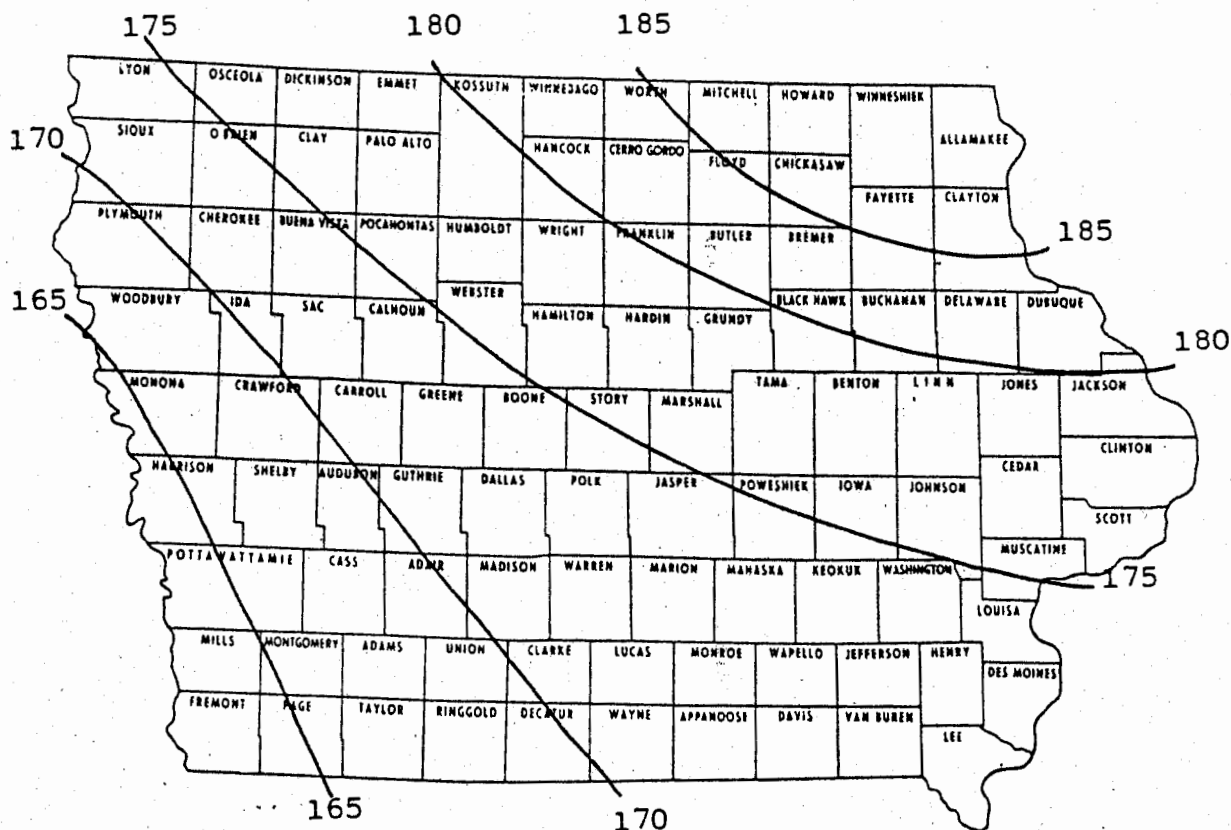 175 180 185
LYON OSCEOLA DICKINSON EMMET KOSSUTH WINNEBAGO WORTH MITCHELL HOWARD WINNESHIEK
ALLAMAKEE
170 SIOUX O'BRIEN CLAY PALO ALTO HANCOCK CERRO GORDO FLOYD CHICKASAW
FAYETTE CLAYTON
PLYMOUTH CHEROKEE BUENA VISTA POCAHONTAS HUMBOLDT WRIGHT FRANKLIN BUTLER BREMER 185
165 WOODBURY IDA SAC CALHOUN WEBSTER HAMILTON HARDIN GRUNDY BLACK HAWK BUCHANAN DELAWARE DUBUQUE
180
MONONA CRAWFORD CARROLL GREENE BOONE STORY MARSHALL TAMA BENTON LINN JONES JACKSON
CLINTON
HARRISON SHELBY AUDUBON GUTHRIE DALLAS POLK JASPER POWESHIEK IOWA JOHNSON CEDAR
SCOTT
MUSCATINE
POTTAWATTAMIE CASS ADAIR MADISON WARREN MARION MAHASKA KEOKUK WASHINGTON 175
LOUISA
MILLS MONTGOMERY ADAMS UNION CLARKE LUCAS MONROE WAPELLO JEFFERSON HENRY
DES MOINES
FREMONT PAGE TAYLOR RINGGOLD DECATUR WAYNE APPANOOSE DAVIS VAN BUREN
LEE
165 170